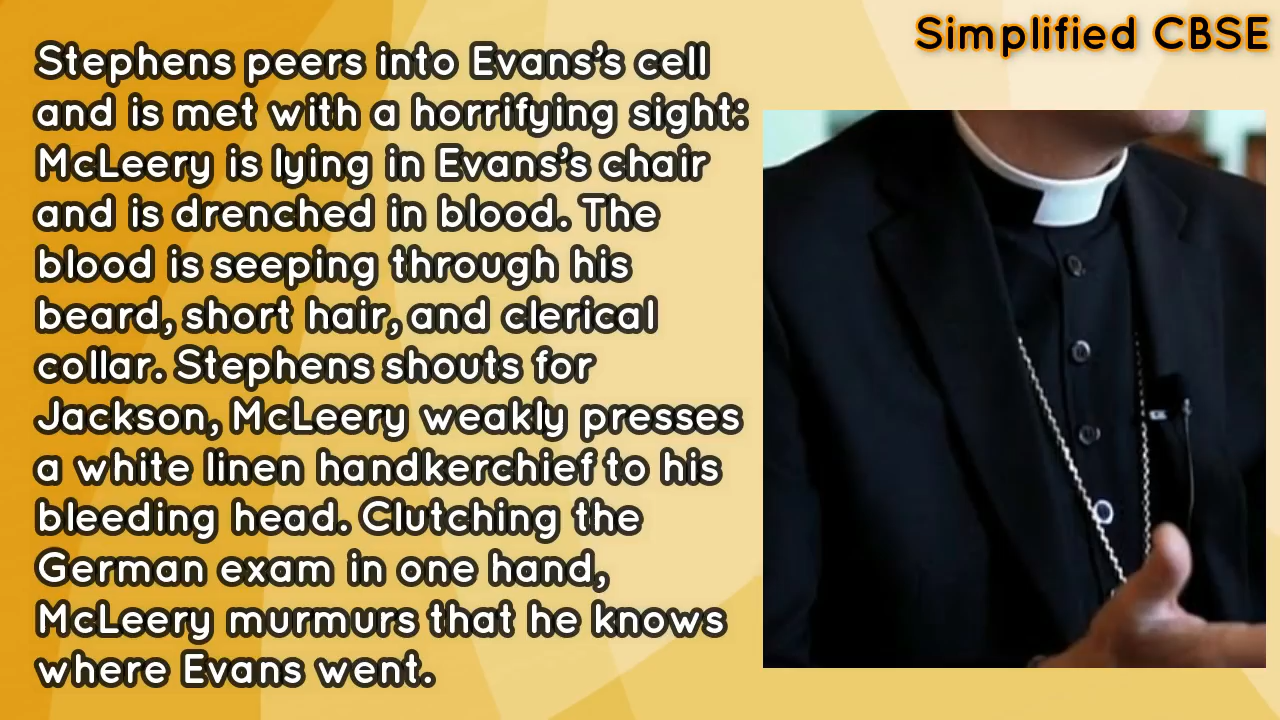 Simplified CBSE
Stephens peers into Evans's cell
and is met with a horrifying sight:
McLeery is lying in Evans's chair
and is drenched in blood. The
blood is seeping through his
beard, short hair, and clerical
collar. Stephens shouts for
Jackson, McLeery weakly presses
a white linen handkerchief to his
bleeding head. Clutching the
German exam in one hand,
McLeery murmurs that he knows
where Evans went.